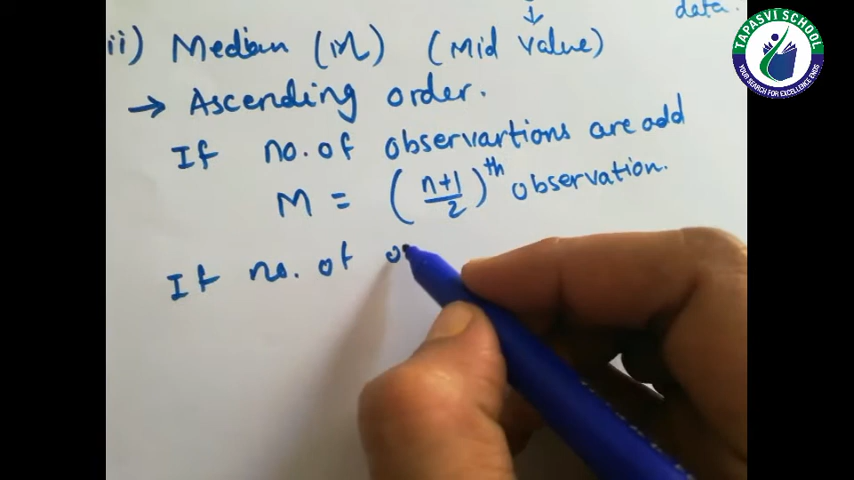 data.
ii) Median (M) (Mid value)
→ Ascending order.
If no. of observartions are odd
M = (n+1/2)th observation.
If no. of o
TAPASVI SCHOOL
YOUR SEARCH FOR EXCELLENCE ENDS